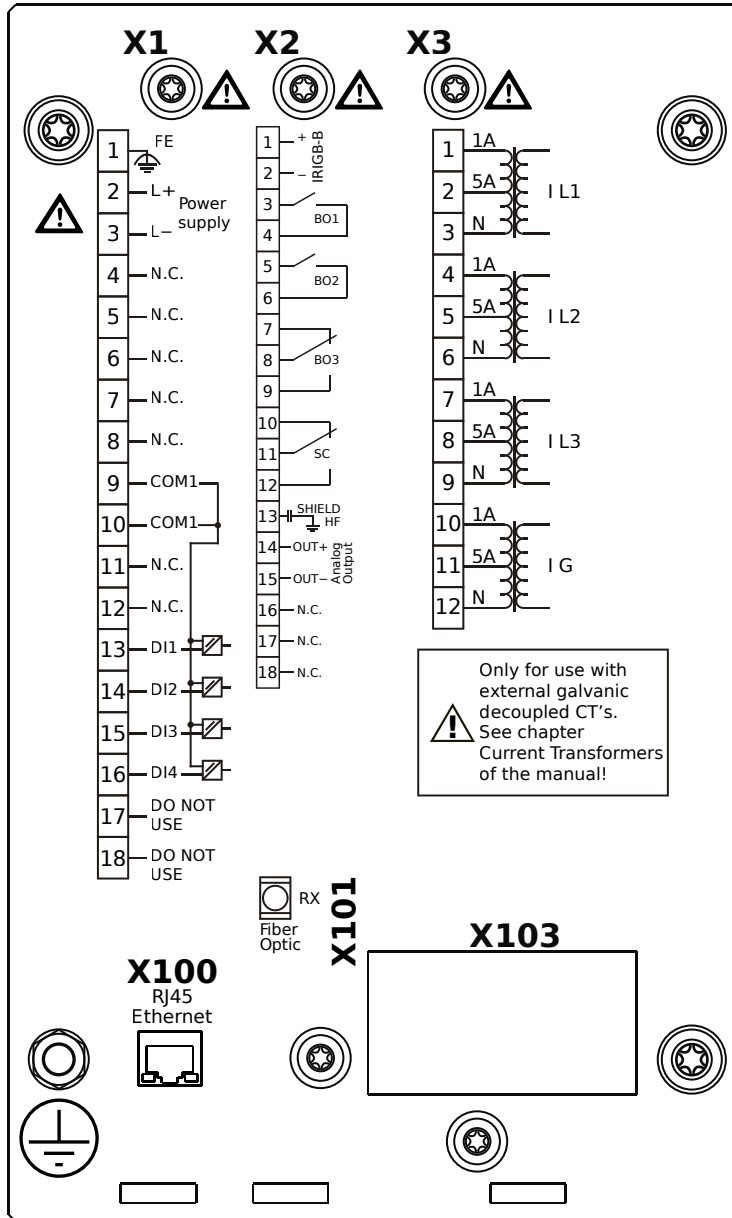 X1
X2
X3
1
FE
2
L+
Power
supply
3
L−
4
N.C.
5
N.C.
6
N.C.
7
N.C.
8
N.C.
9
COM1
10
COM1
11
N.C.
12
N.C.
13
DI1
14
DI2
15
DI3
16
DI4
17
DO NOT
USE
18
DO NOT
USE
1
+
IRIGB-B
2
−
3
BO1
4
5
BO2
6
7
8
BO3
9
10
11
SC
12
13
SHIELD
HF
14
OUT+
Analog
Output
15
OUT−
16
N.C.
17
N.C.
18
N.C.
1
1A
2
5A
I L1
3
N
4
1A
5
5A
I L2
6
N
7
1A
8
5A
I L3
9
N
10
1A
11
5A
I G
12
N
Only for use with
external galvanic
decoupled CT's.
See chapter
Current Transformers
of the manual!
RX
Fiber
Optic
X101
X103
X100
RJ45
Ethernet